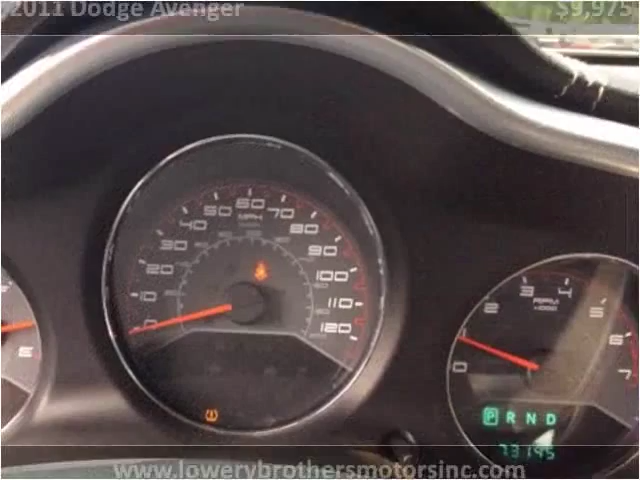 2011 Dodge Avenger $9,975
0 10 20 30 40 50 60 70 80 90 100 110 120
MPH
0 1 2 3 4 5 6 7
RPM
X1000
E
P R N D
73195
www.lowerybrothersmotorsinc.com